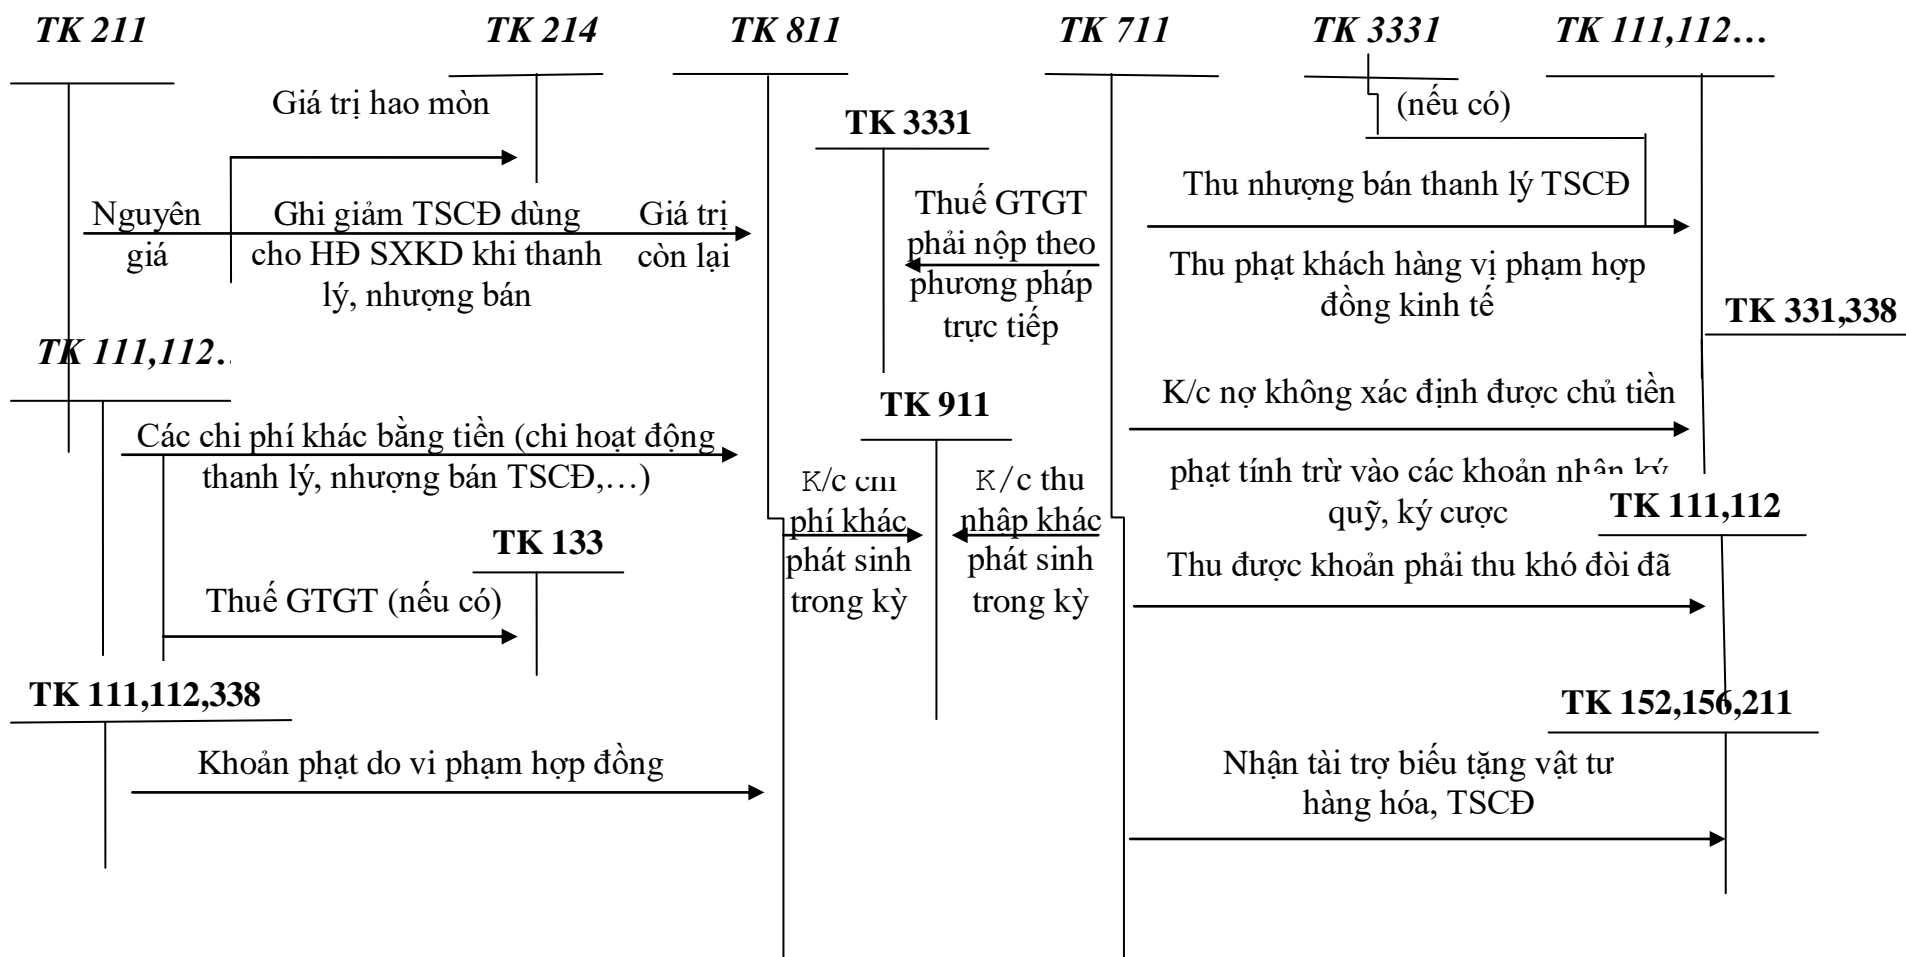 TK 211
TK 214
TK 811
TK 711
TK 3331
TK 111,112…
Giá trị hao mòn
(nếu có)
TK 3331
Nguyên
giá
Ghi giảm TSCĐ dùng
cho HĐ SXKD khi thanh
lý, nhượng bán
Giá trị
còn lại
Thuế GTGT
phải nộp theo
phương pháp
trực tiếp
Thu nhượng bán thanh lý TSCĐ
Thu phạt khách hàng vị phạm hợp
đồng kinh tế
TK 331,338
TK 111,112..
TK 911
K/c nợ không xác định được chủ tiền
Các chi phí khác bằng tiền (chi hoạt động
thanh lý, nhượng bán TSCĐ,…)
K/c chi
phí khác
phát sinh
trong kỳ
K/c thu
nhập khác
phát sinh
trong kỳ
phạt tính trừ vào các khoản nhận ký
quỹ, ký cược
TK 111,112
TK 133
Thu được khoản phải thu khó đòi đã
Thuế GTGT (nếu có)
TK 111,112,338
TK 152,156,211
Khoản phạt do vi phạm hợp đồng
Nhận tài trợ biếu tặng vật tư
hàng hóa, TSCĐ